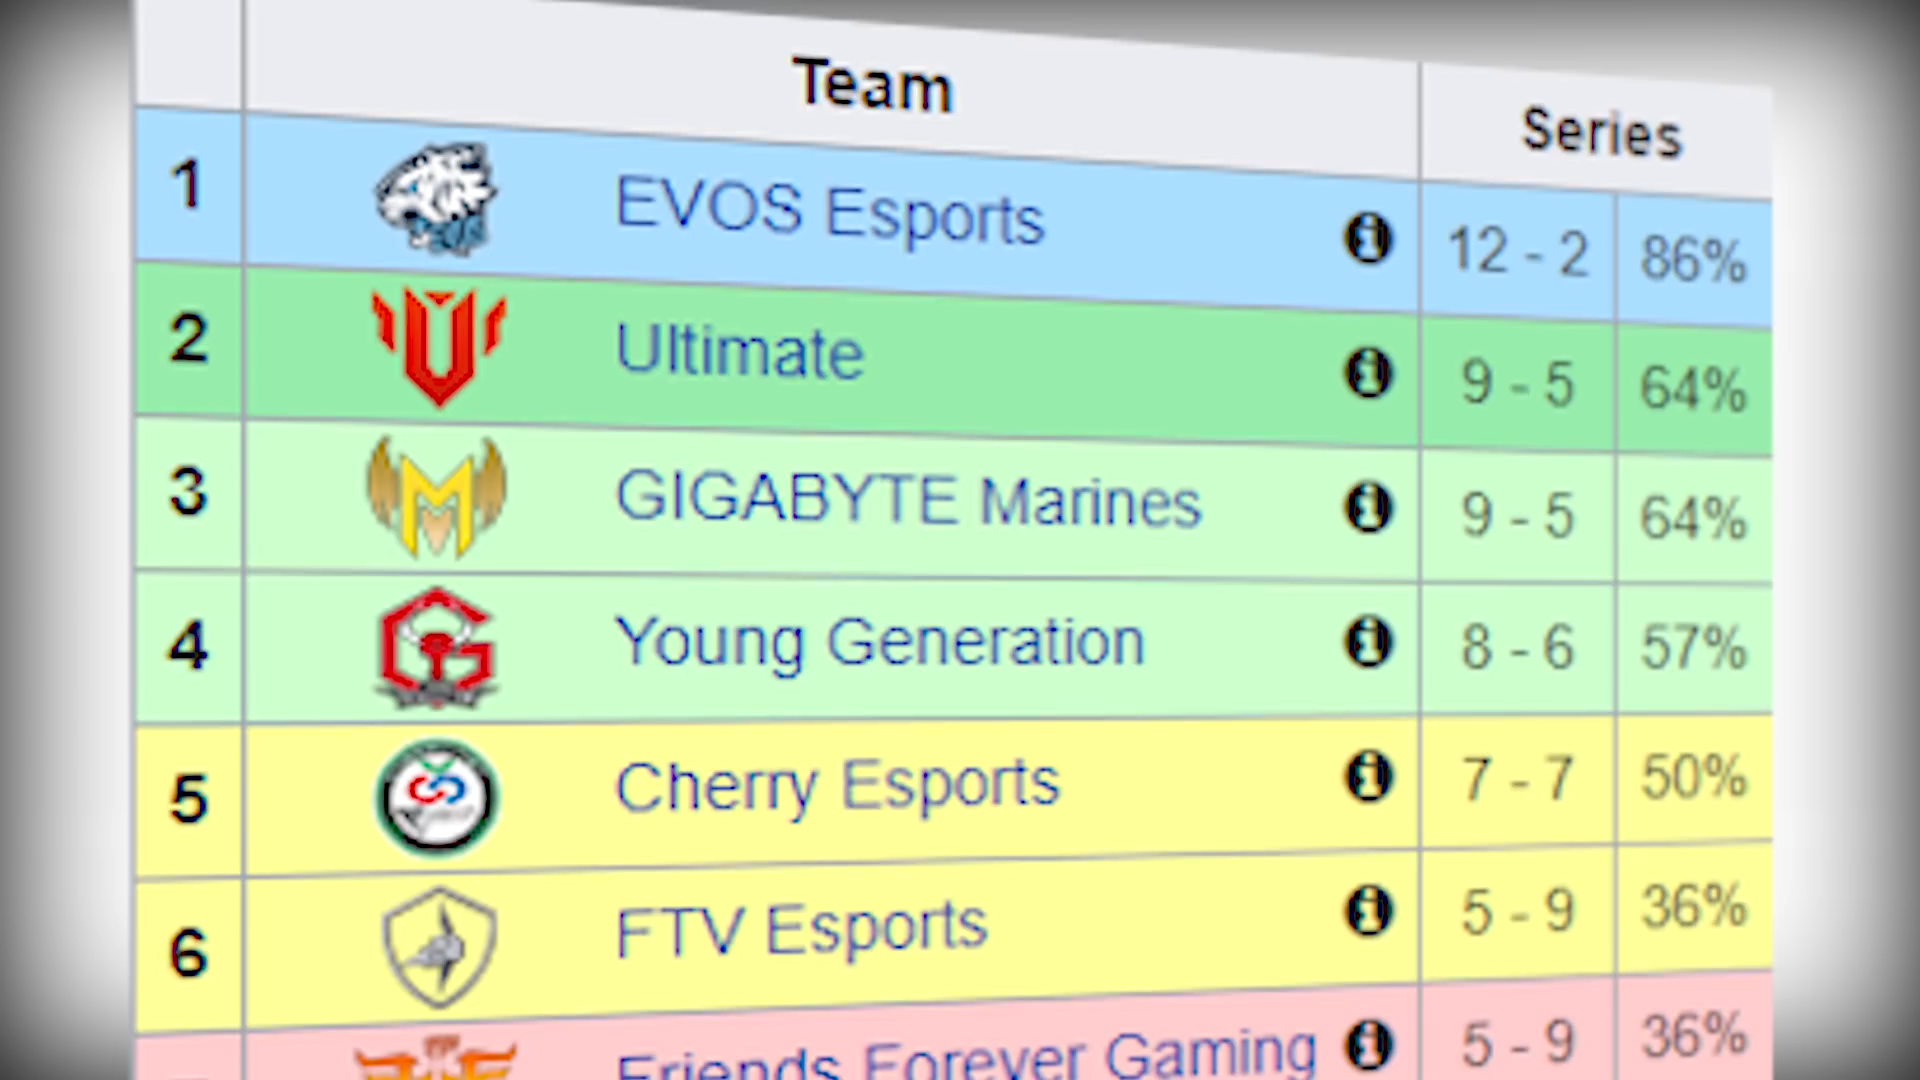 Team Series
1 EVOS Esports 12 - 2 86%
2 Ultimate 9 - 5 64%
3 GIGABYTE Marines 9 - 5 64%
4 Young Generation 8 - 6 57%
5 Cherry Esports 7 - 7 50%
6 FTV Esports 5 - 9 36%
Friends Forever Gaming 5 - 9 36%